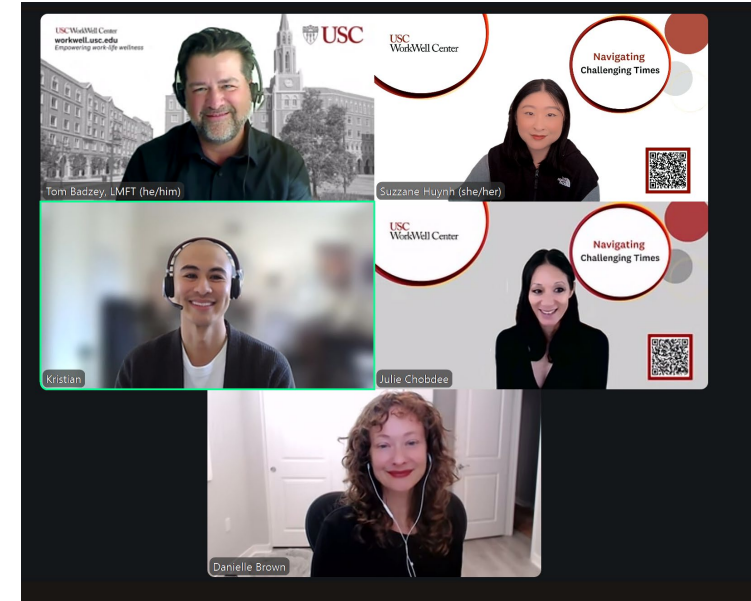 USC WorkWell Center
workwell.usc.edu
Empowering work-life wellness
USC
Tom Badzey, LMFT (he/him)
USC
WorkWell Center
Navigating
Challenging Times
Suzzane Huynh (she/her)
Kristian
USC
WorkWell Center
Navigating
Challenging Times
Julie Chobdee
Danielle Brown